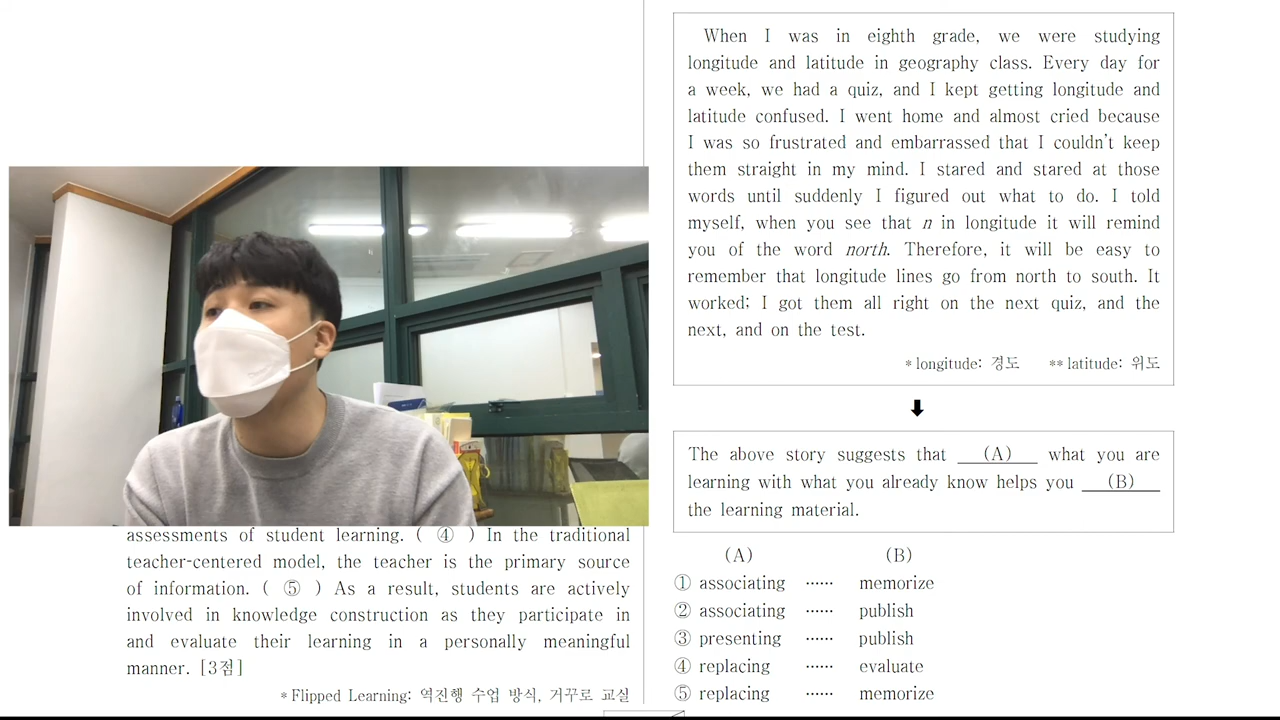 assessments of student learning. ( ④ ) In the traditional
teacher-centered model, the teacher is the primary source
of information. ( ⑤ ) As a result, students are actively
involved in knowledge construction as they participate in
and evaluate their learning in a personally meaningful
manner. [3점]
* Flipped Learning: 역진행 수업 방식, 거꾸로 교실
When I was in eighth grade, we were studying
longitude and latitude in geography class. Every day for
a week, we had a quiz, and I kept getting longitude and
latitude confused. I went home and almost cried because
I was so frustrated and embarrassed that I couldn't keep
them straight in my mind. I stared and stared at those
words until suddenly I figured out what to do. I told
myself, when you see that n in longitude it will remind
you of the word north. Therefore, it will be easy to
remember that longitude lines go from north to south. It
worked; I got them all right on the next quiz, and the
next, and on the test.
* longitude: 경도 ** latitude: 위도
The above story suggests that (A) what you are
learning with what you already know helps you (B)
the learning material.
(A) (B)
① associating ······ memorize
② associating ······ publish
③ presenting ······ publish
④ replacing ······ evaluate
⑤ replacing ······ memorize